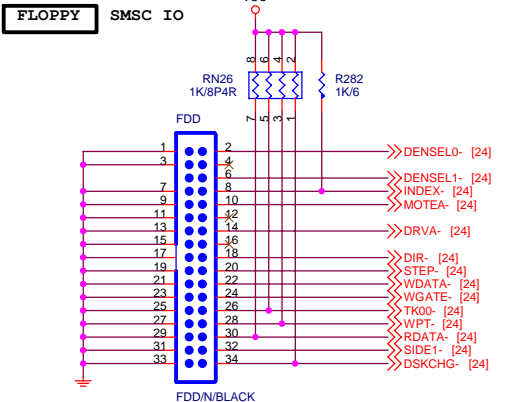 FLOPPY SMSC IO
8 6 4 2
RN26
1K/8P4R
R282
1K/6
7 5 3 1
FDD
1 2 DENSEL0- [24]
3 4
6 DENSEL1- [24]
7 8 INDEX- [24]
9 10 MOTEA- [24]
11 12
13 14 DRVA- [24]
15 16
17 18 DIR- [24]
19 20 STEP- [24]
21 22 WDATA- [24]
23 24 WGATE- [24]
25 26 TK00- [24]
27 28 WPT- [24]
29 30 RDATA- [24]
31 32 SIDE1- [24]
33 34 DSKCHG- [24]
FDD/N/BLACK